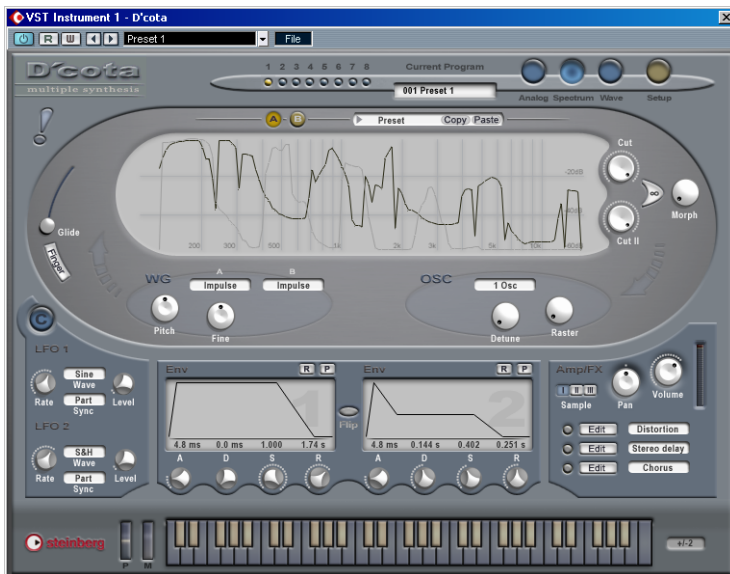 VST Instrument 1 - D'cota
R W Preset 1 File
D'cota
multiple synthesis
1 2 3 4 5 6 7 8
Current Program
001 Preset 1
Analog Spectrum Wave Setup
A B Preset Copy Paste
Cut
-20dB
Morph
-40dB
Cut II
200 300 500 1k 2k 3k 5k 10k -60dB
Glide
Finger
WG
A B
Impulse Impulse
Pitch
Fine
OSC
1 Osc
Detune Raster
C
LFO 1
Sine
Wave
Rate Part Level
Sync
LFO 2
S&H
Wave
Rate Part Level
Sync
Env R P
1
4.8 ms 0.0 ms 1.000 1.74 s
A D S R
Flip
Env R P
2
4.8 ms 0.144 s 0.402 0.251 s
A D S R
Amp/FX
I II III
Sample
Pan
Volume
Edit Distortion
Edit Stereo delay
Edit Chorus
steinberg
P M
+/-2